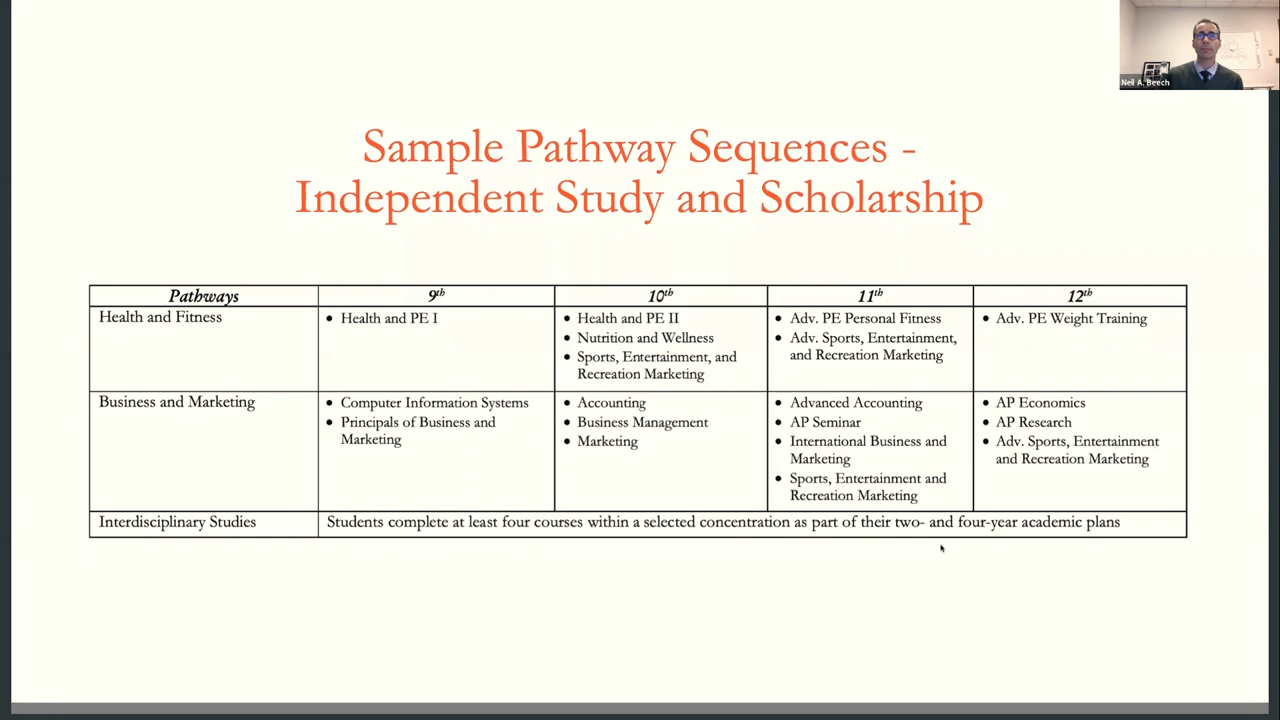 Neil A. Beech
Sample Pathway Sequences -
Independent Study and Scholarship
Pathways
9th
10th
11th
12th
Health and Fitness
• Health and PE I
• Health and PE II
• Nutrition and Wellness
• Sports, Entertainment, and
Recreation Marketing
• Adv. PE Personal Fitness
• Adv. Sports, Entertainment,
and Recreation Marketing
• Adv. PE Weight Training
Business and Marketing
• Computer Information Systems
• Principals of Business and
Marketing
• Accounting
• Business Management
• Marketing
• Advanced Accounting
• AP Seminar
• International Business and
Marketing
• Sports, Entertainment and
Recreation Marketing
• AP Economics
• AP Research
• Adv. Sports, Entertainment
and Recreation Marketing
Interdisciplinary Studies
Students complete at least four courses within a selected concentration as part of their two- and four-year academic plans